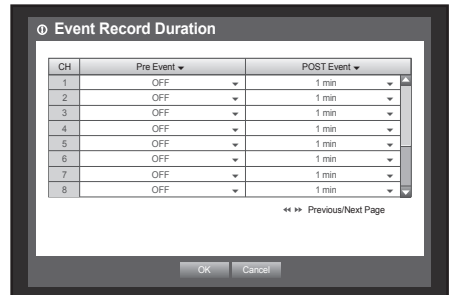 Event Record Duration
CH Pre Event POST Event
1 OFF 1 min
2 OFF 1 min
3 OFF 1 min
4 OFF 1 min
5 OFF 1 min
6 OFF 1 min
7 OFF 1 min
8 OFF 1 min
Previous/Next Page
OK Cancel